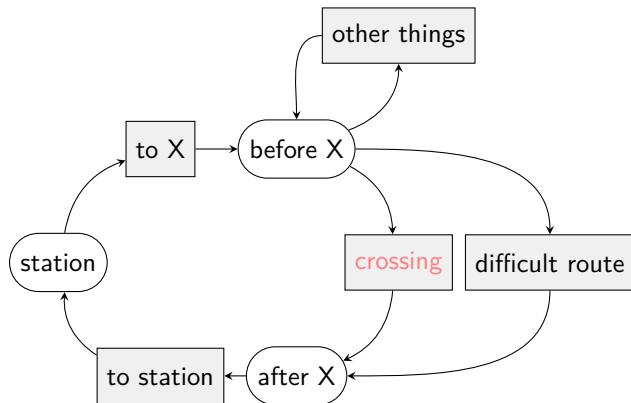 other things
to X
before X
station
crossing
difficult route
to station
after X